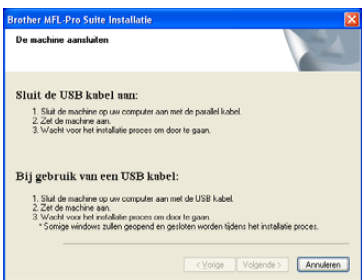 Brother MFL-Pro Suite Installatie
De machine aansluiten
Sluit de USB kabel aan:
1. Sluit de machine op uw computer aan met de parallel kabel.
2. Zet de machine aan.
3. Wacht voor het installatie proces om door te gaan.
Bij gebruik van een USB kabel:
1. Sluit de machine op uw computer aan met de USB kabel.
2. Zet de machine aan.
3. Wacht voor het installatie proces om door te gaan.
* Somige windows zullen geopend en gesloten worden tijdens het installatie proces.
< Vorige Volgende > Annuleren